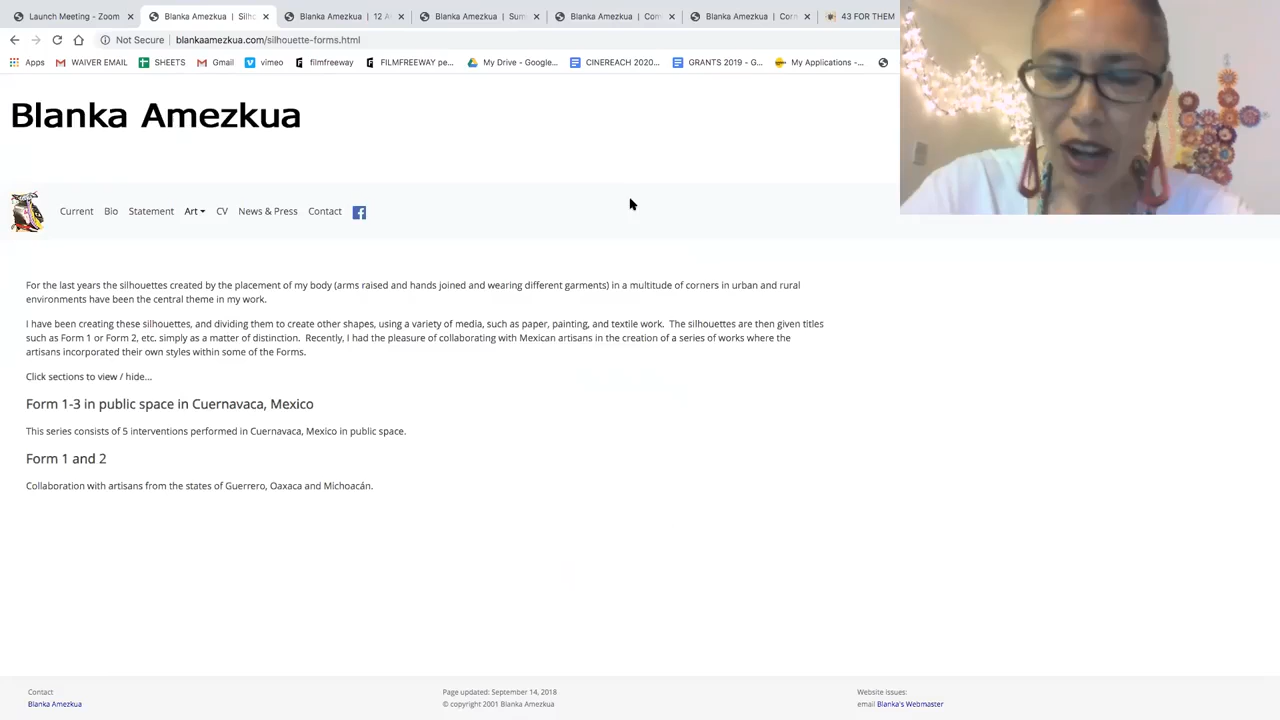 Launch Meeting - Zoom
Blanka Amezkua | Silh
Blanka Amezkua | 12 A
Blanka Amezkua | Sum
Blanka Amezkua | Com
Blanka Amezkua | Corn
43 FOR THEM
Not Secure | blankaamezkua.com/silhouette-forms.html
Apps WAIVER EMAIL SHEETS Gmail vimeo filmfreeway FILMFREEWAY pe... My Drive - Google... CINEREACH 2020... GRANTS 2019 - G... My Applications -...
Blanka Amezkua
Current Bio Statement Art CV News & Press Contact
For the last years the silhouettes created by the placement of my body (arms raised and hands joined and wearing different garments) in a multitude of corners in urban and rural
environments have been the central theme in my work.
I have been creating these silhouettes, and dividing them to create other shapes, using a variety of media, such as paper, painting, and textile work. The silhouettes are then given titles
such as Form 1 or Form 2, etc. simply as a matter of distinction. Recently, I had the pleasure of collaborating with Mexican artisans in the creation of a series of works where the
artisans incorporated their own styles within some of the Forms.
Click sections to view / hide...
Form 1-3 in public space in Cuernavaca, Mexico
This series consists of 5 interventions performed in Cuernavaca, Mexico in public space.
Form 1 and 2
Collaboration with artisans from the states of Guerrero, Oaxaca and Michoacán.
Contact
Blanka Amezkua
Page updated: September 14, 2018
© copyright 2001 Blanka Amezkua
Website issues:
email Blanka's Webmaster